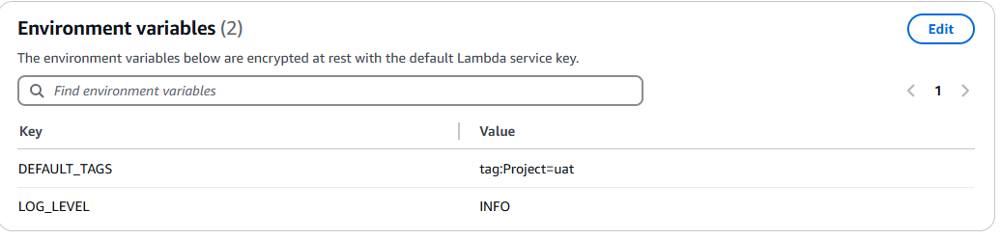 Environment variables (2)
Edit
The environment variables below are encrypted at rest with the default Lambda service key.
Find environment variables
1
Key Value
DEFAULT_TAGS tag:Project=uat
LOG_LEVEL INFO